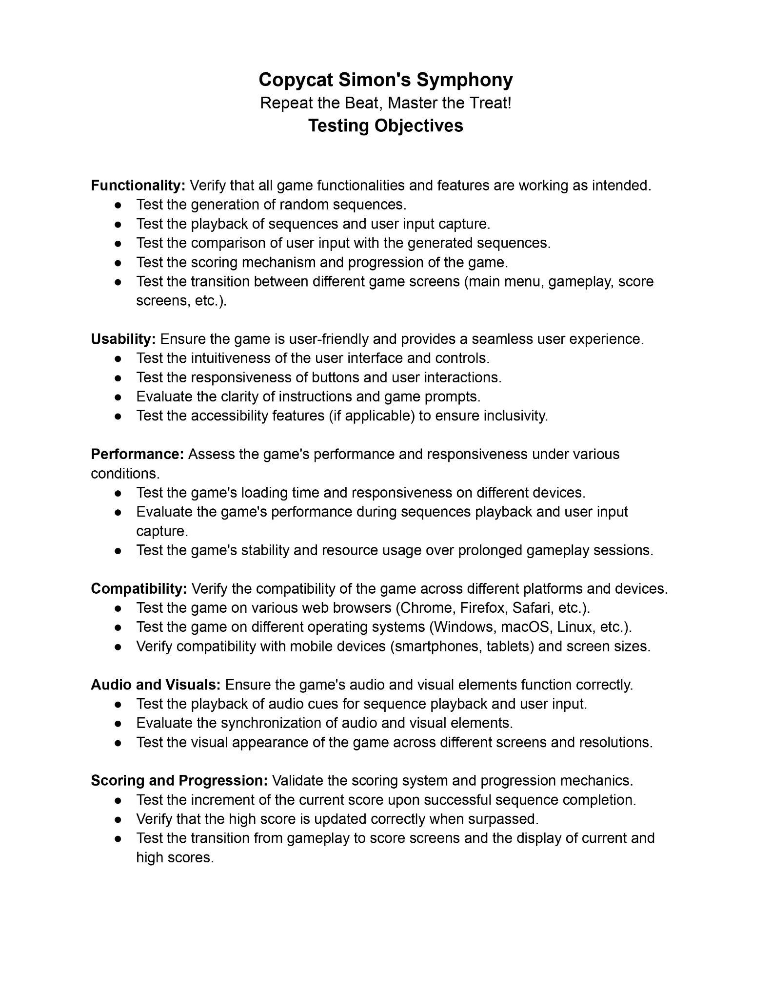 Copycat Simon's Symphony
Repeat the Beat, Master the Treat!
Testing Objectives
Functionality: Verify that all game functionalities and features are working as intended.
● Test the generation of random sequences.
● Test the playback of sequences and user input capture.
● Test the comparison of user input with the generated sequences.
● Test the scoring mechanism and progression of the game.
● Test the transition between different game screens (main menu, gameplay, score
screens, etc.).
Usability: Ensure the game is user-friendly and provides a seamless user experience.
● Test the intuitiveness of the user interface and controls.
● Test the responsiveness of buttons and user interactions.
● Evaluate the clarity of instructions and game prompts.
● Test the accessibility features (if applicable) to ensure inclusivity.
Performance: Assess the game's performance and responsiveness under various
conditions.
● Test the game's loading time and responsiveness on different devices.
● Evaluate the game's performance during sequences playback and user input
capture.
● Test the game's stability and resource usage over prolonged gameplay sessions.
Compatibility: Verify the compatibility of the game across different platforms and devices.
● Test the game on various web browsers (Chrome, Firefox, Safari, etc.).
● Test the game on different operating systems (Windows, macOS, Linux, etc.).
● Verify compatibility with mobile devices (smartphones, tablets) and screen sizes.
Audio and Visuals: Ensure the game's audio and visual elements function correctly.
● Test the playback of audio cues for sequence playback and user input.
● Evaluate the synchronization of audio and visual elements.
● Test the visual appearance of the game across different screens and resolutions.
Scoring and Progression: Validate the scoring system and progression mechanics.
● Test the increment of the current score upon successful sequence completion.
● Verify that the high score is updated correctly when surpassed.
● Test the transition from gameplay to score screens and the display of current and
high scores.